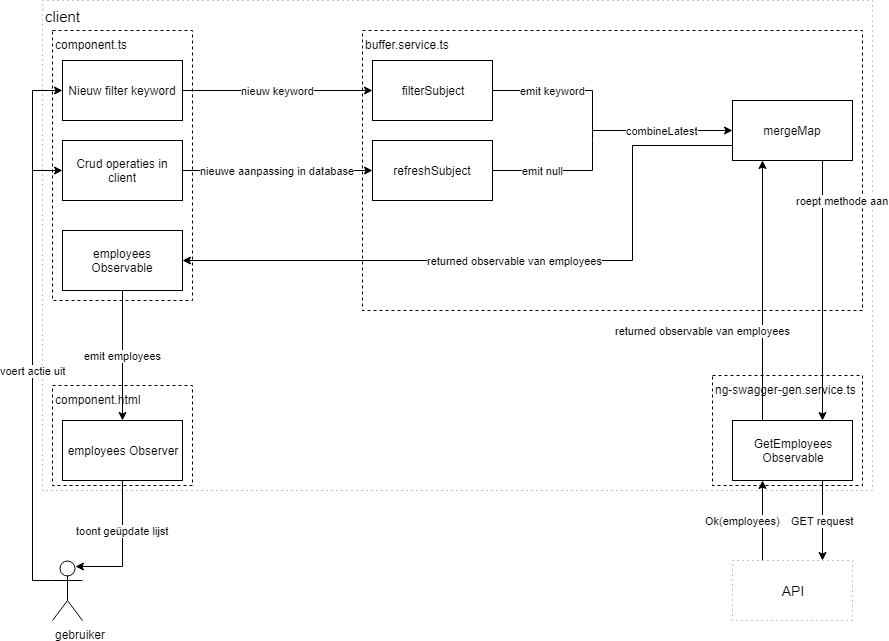 client
component.ts
buffer.service.ts
Nieuw filter keyword
nieuw keyword
filterSubject
emit keyword
combineLatest
mergeMap
Crud operaties in
client
nieuwe aanpassing in database
refreshSubject
emit null
roept methode aan
employees
Observable
returned observable van employees
returned observable van employees
emit employees
voert actie uit
component.html
ng-swagger-gen.service.ts
employees Observer
GetEmployees
Observable
toont geüpdate lijst
Ok(employees)
GET request
API
gebruiker